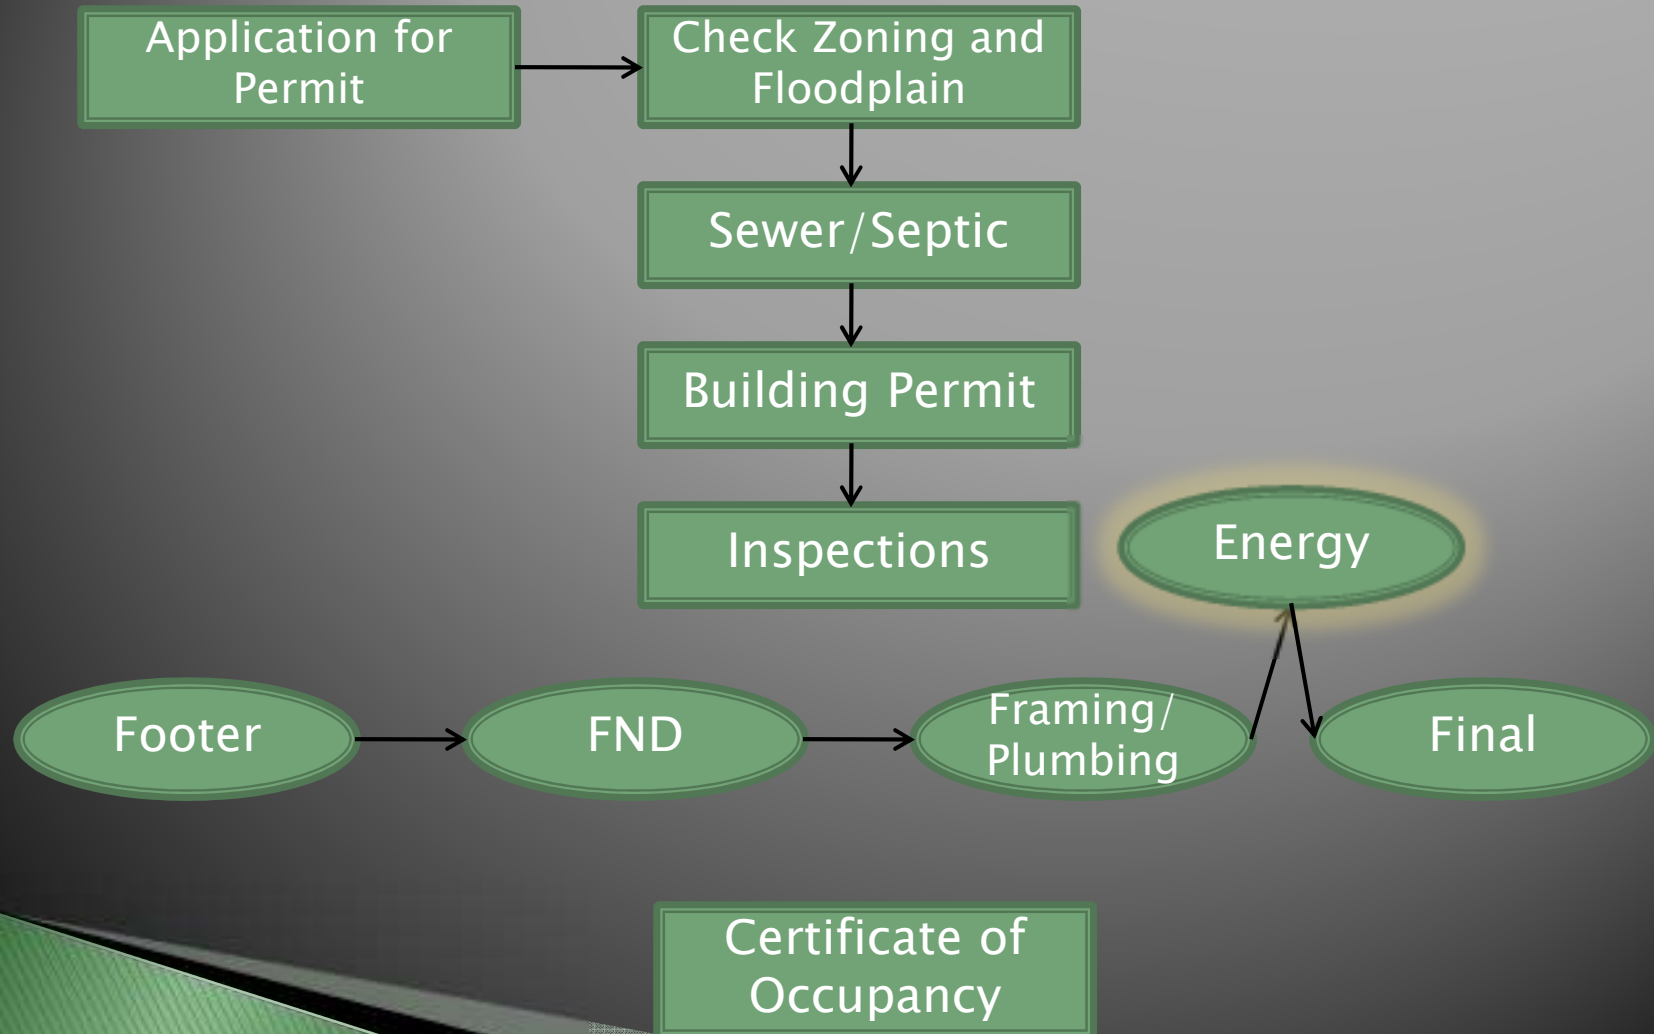 Application for
Permit
Check Zoning and
Floodplain
Sewer/Septic
Building Permit
Inspections
Energy
Footer
FND
Framing/
Plumbing
Final
Certificate of
Occupancy